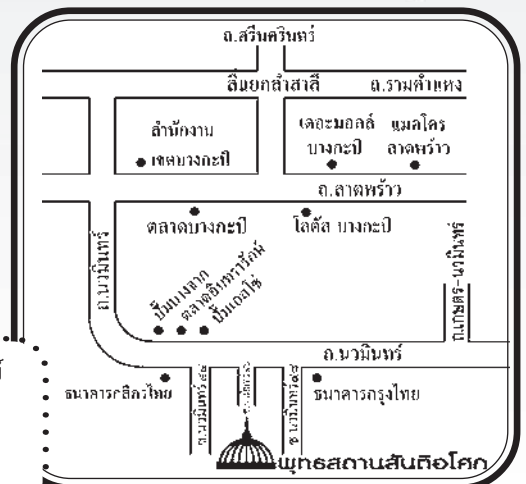 ถ.ศรีนครินทร์
สี่แยกลำสาลี
ถ.รามคำแหง
สำนักงาน
เขตบางกะปิ
เดอะมอลล์
บางกะปิ
แมคโคร
ลาดพร้าว
ถ.ลาดพร้าว
ตลาดบางกะปิ
โลตัส บางกะปิ
ถ.นวมินทร์
ปั๊มบางจาก
ตลาดอินทรารักษ์
ปั๊มเอสโซ่
ถ.เกษตร-นวมินทร์
ถ.นวมินทร์
ธนาคารกสิกรไทย
ธนาคารกรุงไทย
พุทธสถานสันติอโศก